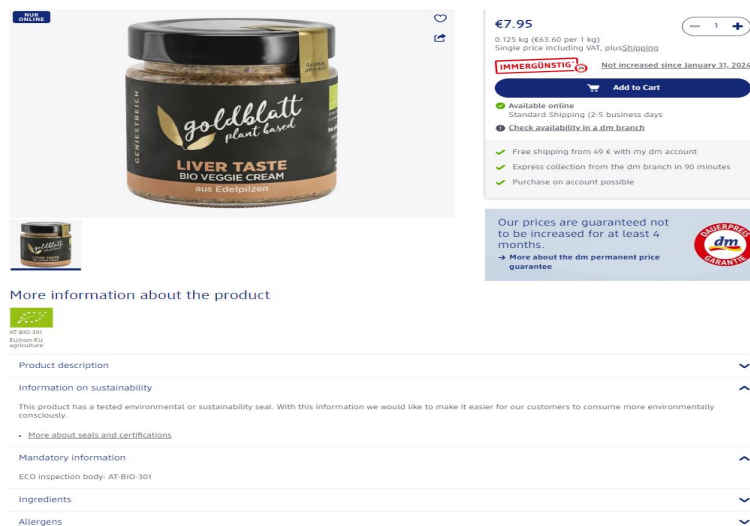 NUR
ONLINE
GENIESTREICH
goldblatt
plant based
LIVER TASTE
BIO VEGGIE CREAM
aus Edelpilzen
€7.95
1
0.125 kg (€63.60 per 1 kg)
Single price including VAT, plusShipping
IMMERGÜNSTIG
Not increased since January 31, 2024
Add to Cart
Available online
Standard Shipping (2-5 business days
Check availability in a dm branch
Free shipping from 49 € with my dm account
Express collection from the dm branch in 90 minutes
Purchase on account possible
Our prices are guaranteed not
to be increased for at least 4
months.
→ More about the dm permanent price
guarantee
DAUERPREIS
dm
GARANTIE
More information about the product
AT-BIO-301
EU/non-EU
agriculture
Product description
Information on sustainability
This product has a tested environmental or sustainability seal. With this information we would like to make it easier for our customers to consume more environmentally
consciously.
• More about seals and certifications
Mandatory information
ECO inspection body: AT-BIO-301
Ingredients
Allergens